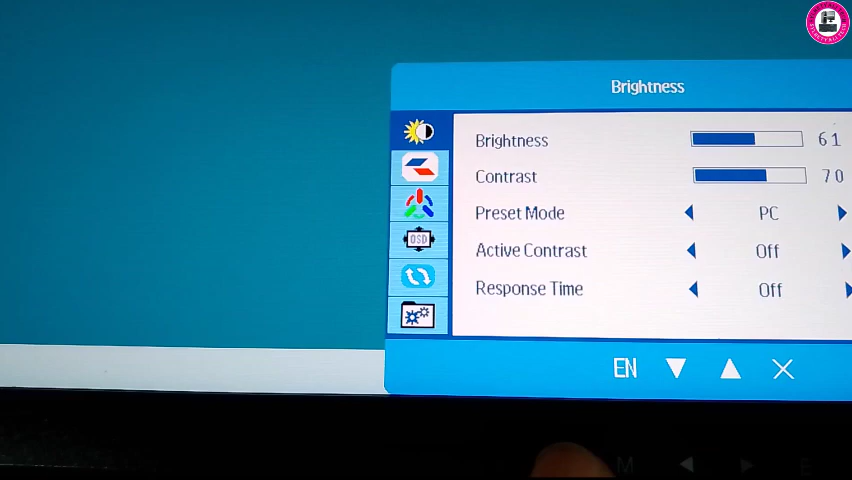 Brightness
Brightness 61
Contrast 70
Preset Mode PC
Active Contrast Off
OSD
Response Time Off
EN
M E